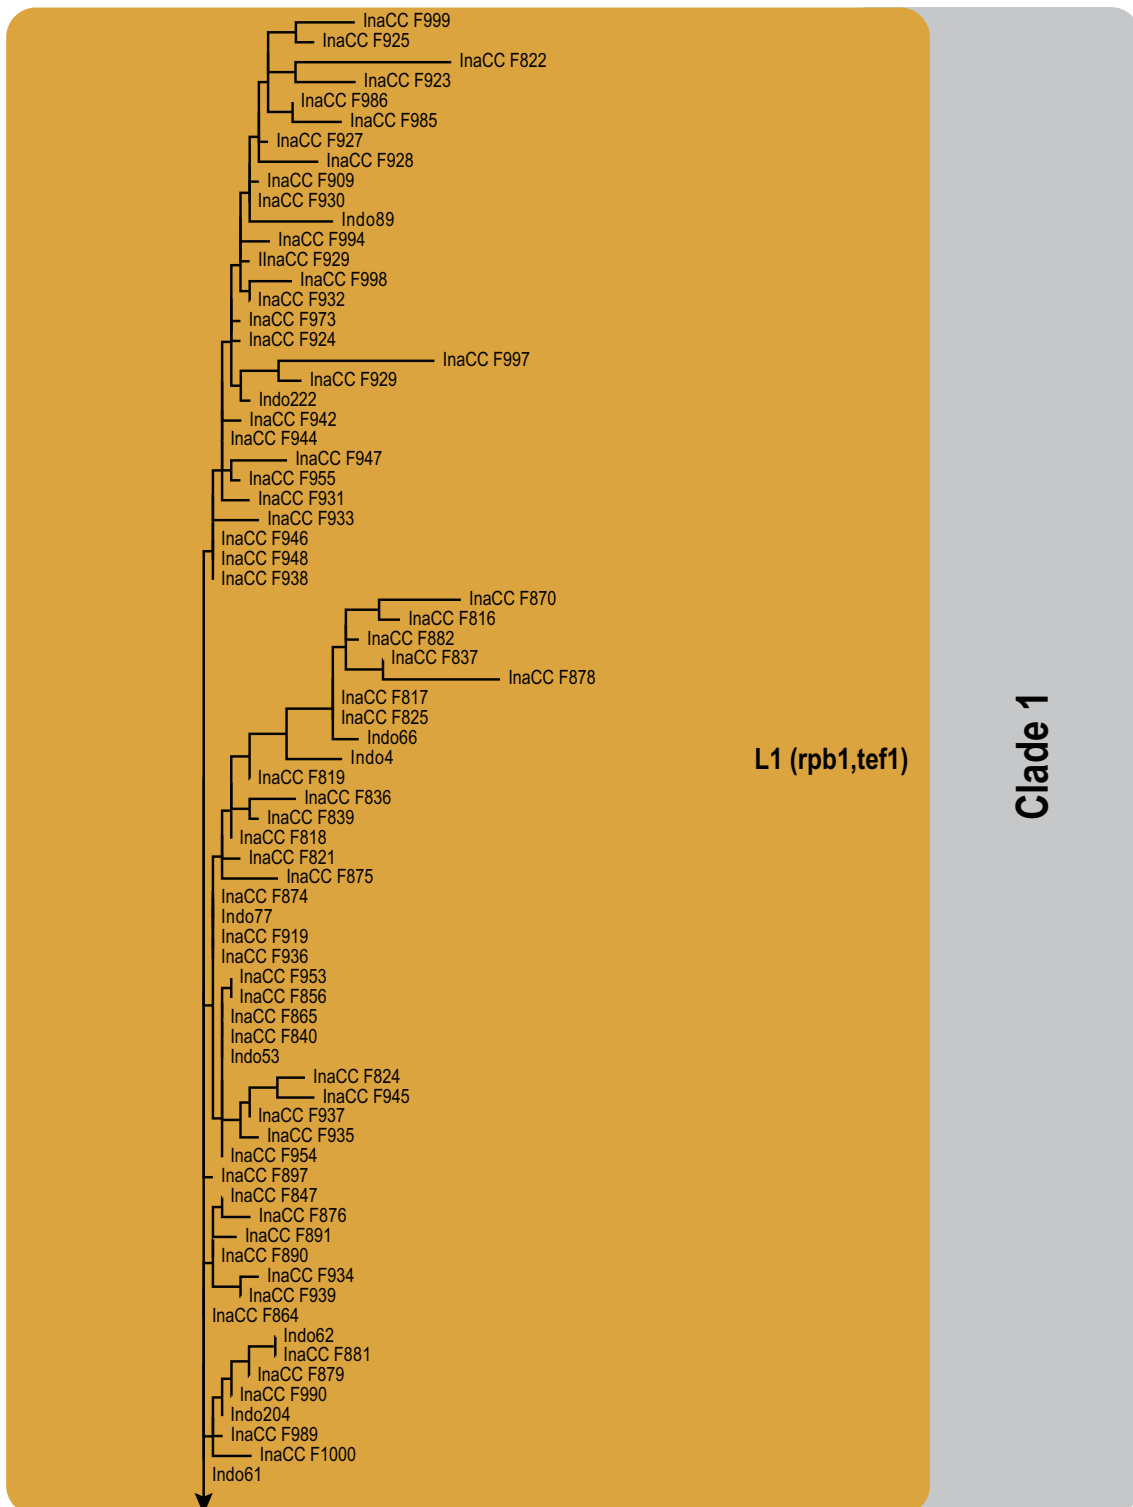 InaCC F999
InaCC F925
InaCC F822
InaCC F923
InaCC F986
InaCC F985
InaCC F927
InaCC F928
InaCC F909
InaCC F930
Indo89
InaCC F994
IInaCC F929
InaCC F998
InaCC F932
InaCC F973
InaCC F924
InaCC F997
InaCC F929
Indo222
InaCC F942
InaCC F944
InaCC F947
InaCC F955
InaCC F931
InaCC F933
InaCC F946
InaCC F948
InaCC F938
InaCC F870
InaCC F816
InaCC F882
InaCC F837
InaCC F878
InaCC F817
InaCC F825
Indo66
Indo4
InaCC F819
InaCC F836
InaCC F839
InaCC F818
InaCC F821
InaCC F875
InaCC F874
Indo77
InaCC F919
InaCC F936
InaCC F953
InaCC F856
InaCC F865
InaCC F840
Indo53
InaCC F824
InaCC F945
InaCC F937
InaCC F935
InaCC F954
InaCC F897
InaCC F847
InaCC F876
InaCC F891
InaCC F890
InaCC F934
InaCC F939
InaCC F864
Indo62
InaCC F881
InaCC F879
InaCC F990
Indo204
InaCC F989
InaCC F1000
Indo61
L1 (rpb1,tef1)
Clade 1